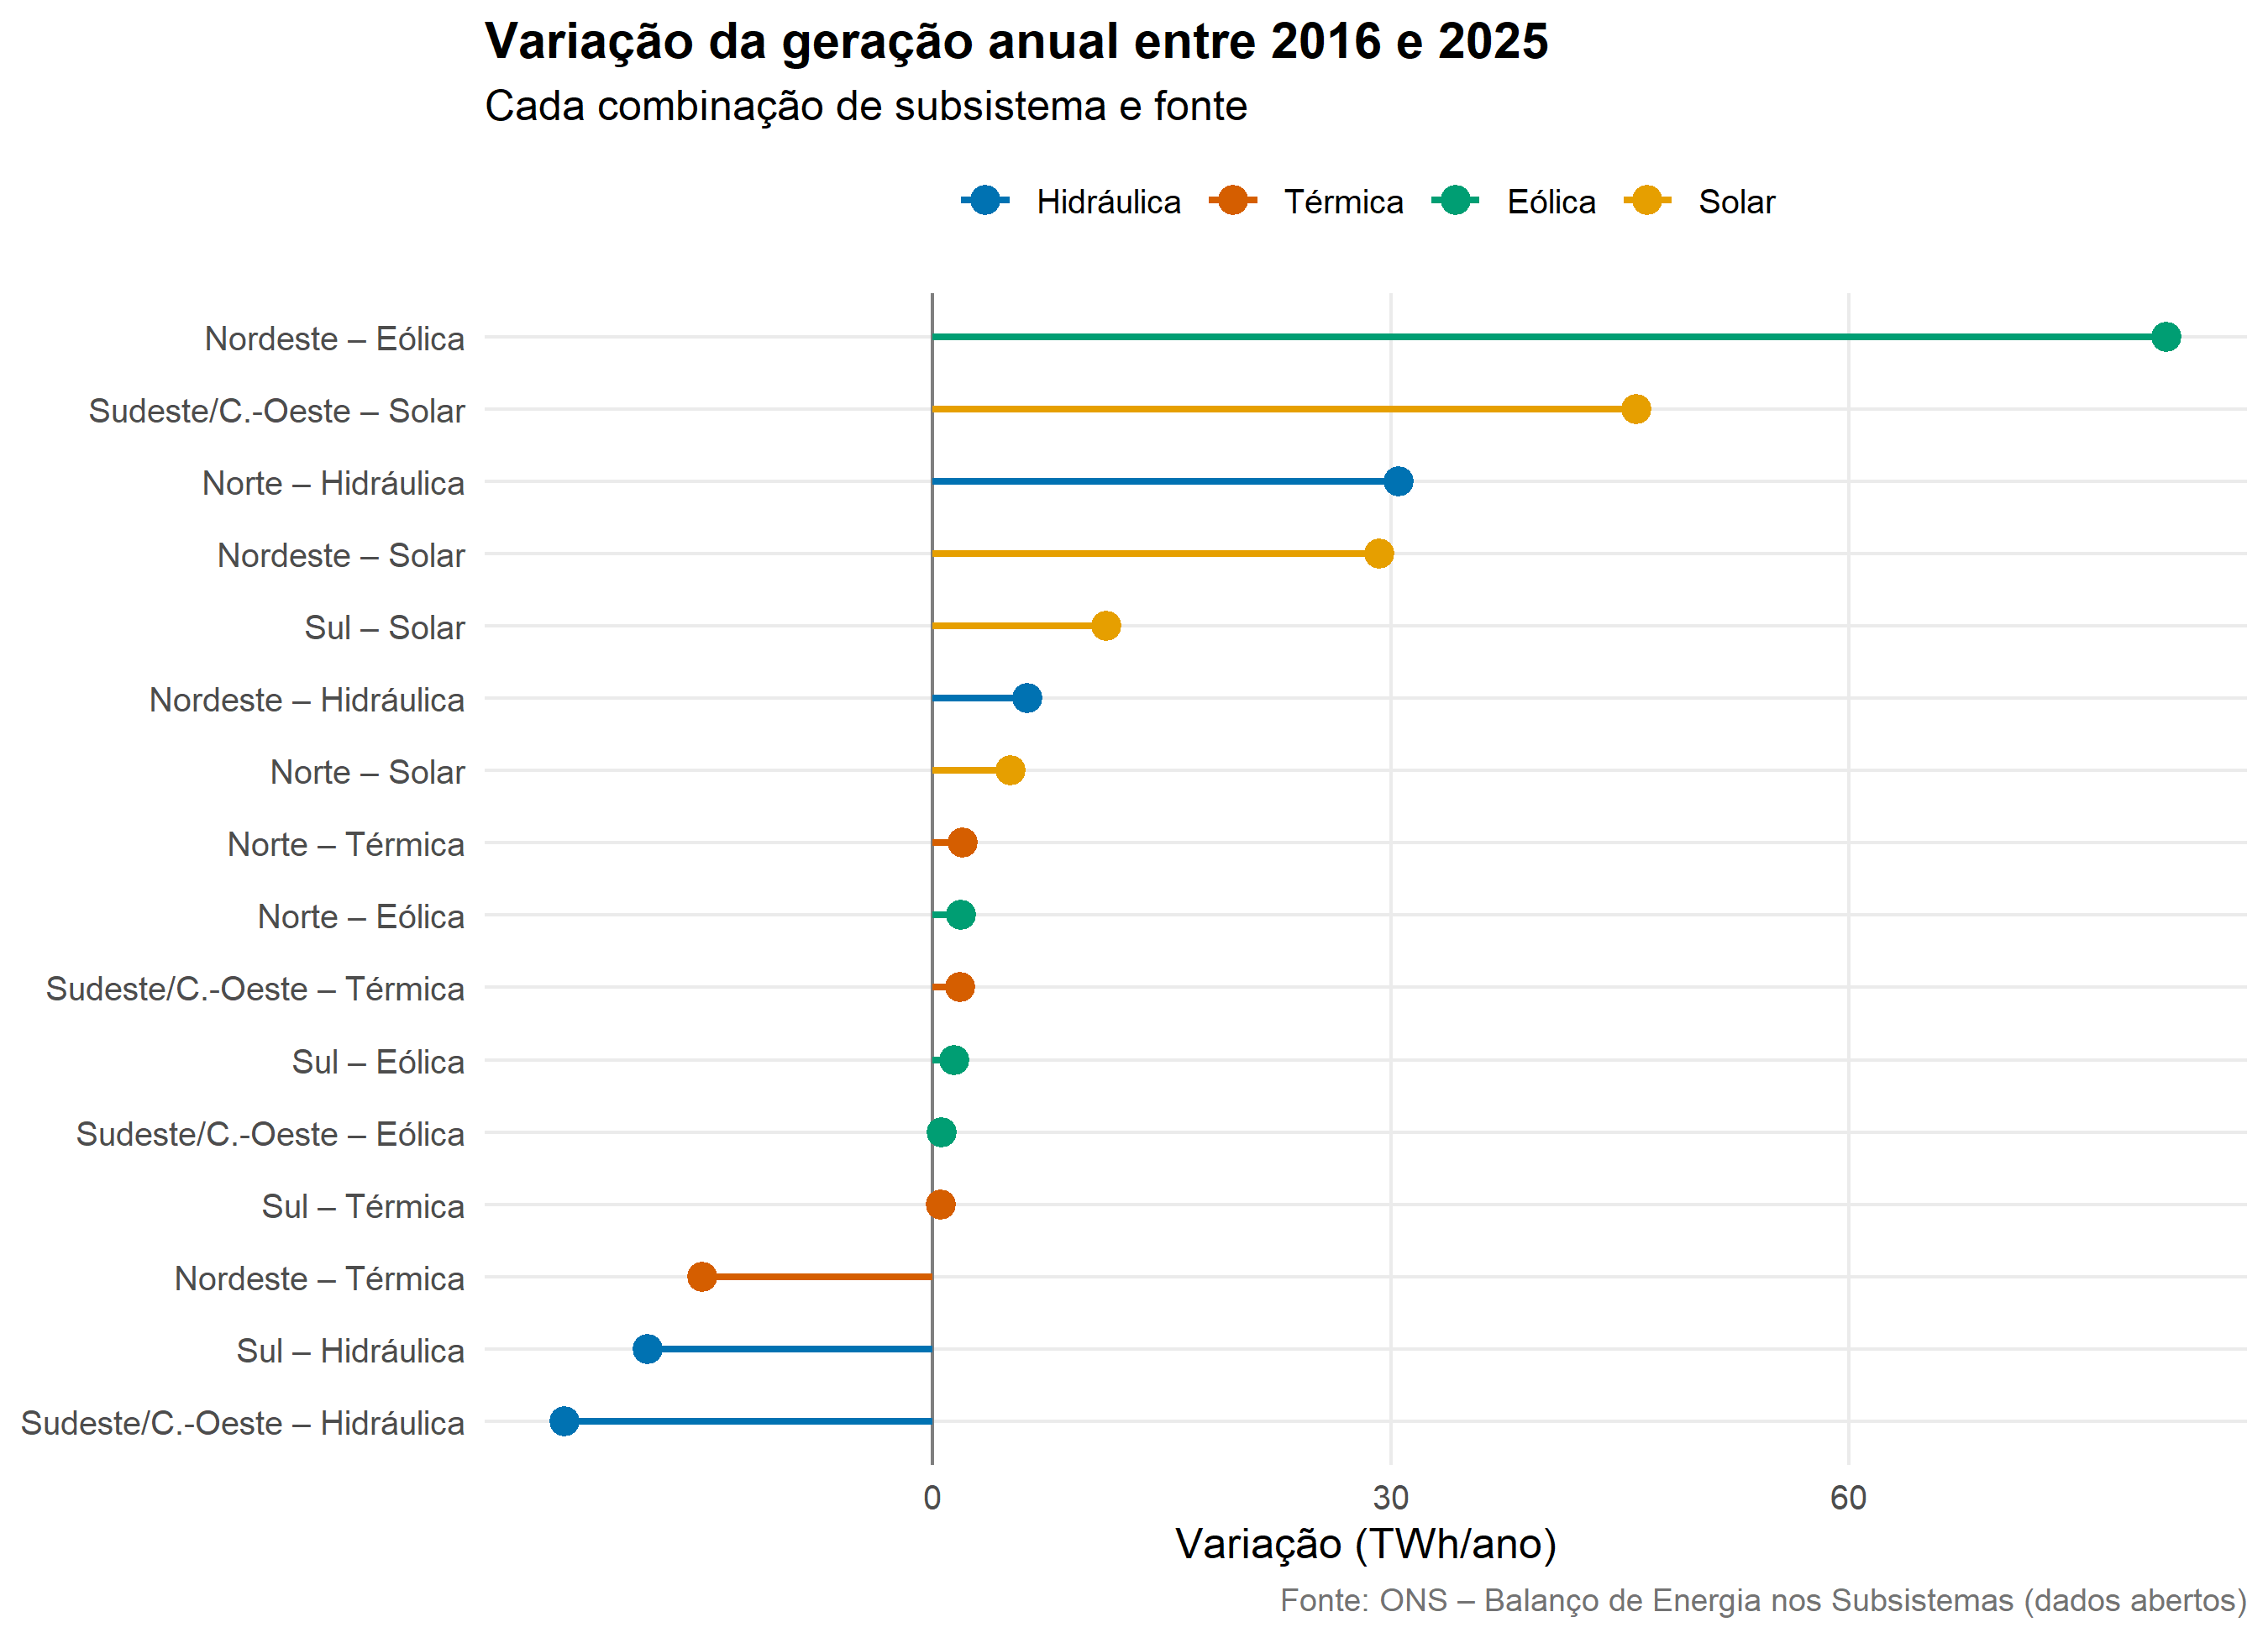 Variação da geração anual entre 2016 e 2025
Cada combinação de subsistema e fonte
Hidráulica Térmica Eólica Solar
Nordeste – Eólica
Sudeste/C.-Oeste – Solar
Norte – Hidráulica
Nordeste – Solar
Sul – Solar
Nordeste – Hidráulica
Norte – Solar
Norte – Térmica
Norte – Eólica
Sudeste/C.-Oeste – Térmica
Sul – Eólica
Sudeste/C.-Oeste – Eólica
Sul – Térmica
Nordeste – Térmica
Sul – Hidráulica
Sudeste/C.-Oeste – Hidráulica
0 30 60
Variação (TWh/ano)
Fonte: ONS – Balanço de Energia nos Subsistemas (dados abertos)